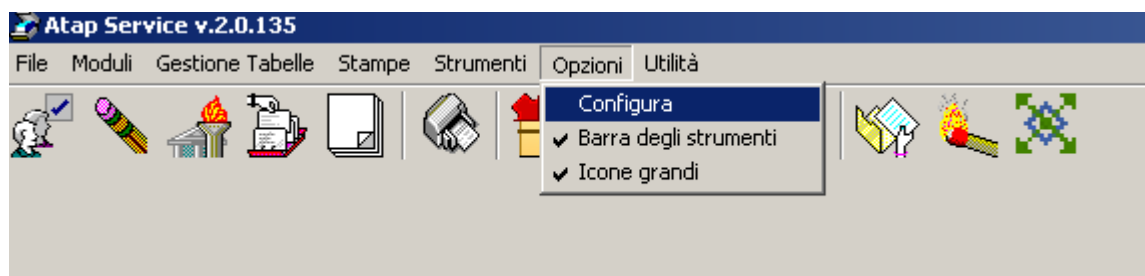 Atap Service v.2.0.135
File Moduli Gestione Tabelle Stampe Strumenti Opzioni Utilità
Configura
Barra degli strumenti
Icone grandi